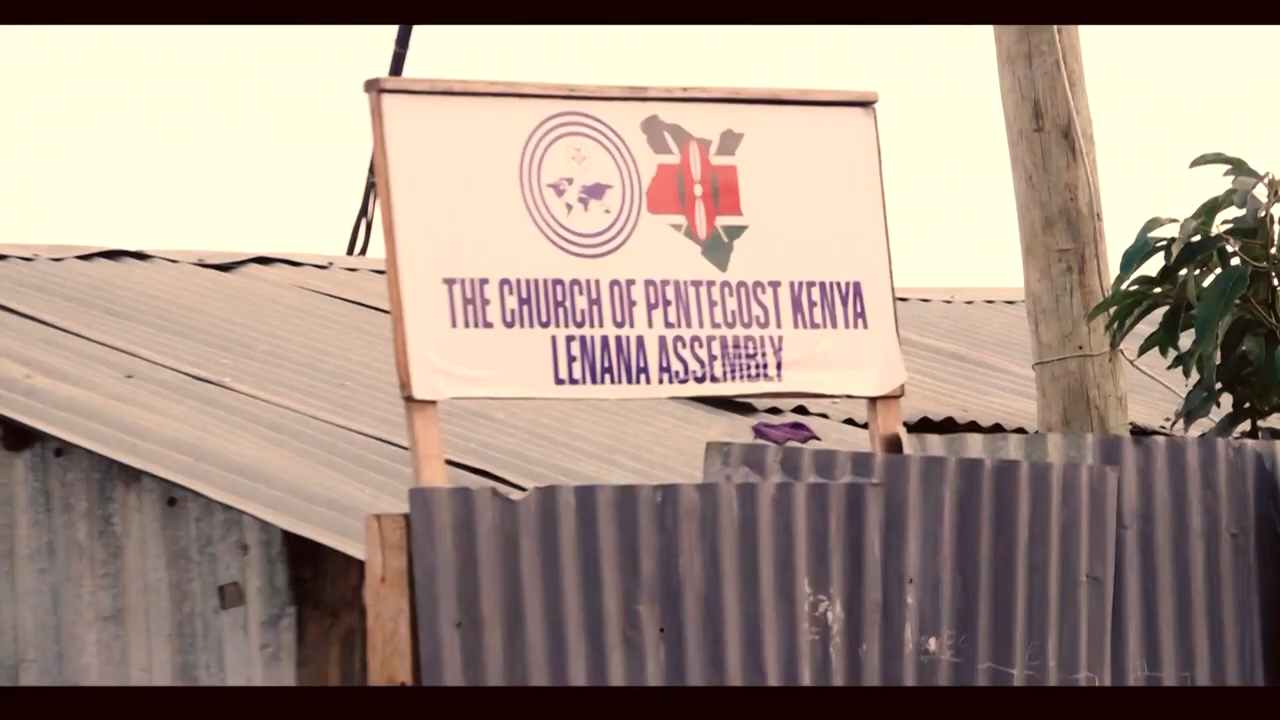 THE CHURCH OF PENTECOST KENYA
LENANA ASSEMBLY